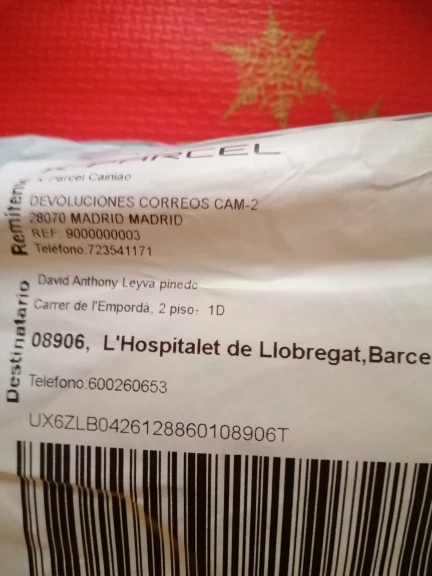 X-PARCEL
X-Parcel Cainiao
Remitente
DEVOLUCIONES CORREOS CAM-2
28070 MADRID MADRID
REF: 9000000003
Telefono:723541171
Destinatario
David Anthony Leyva pinedo
Carrer de l'Empordà, 2 piso: 1D
08906, L'Hospitalet de Llobregat,Barce
Telefono:600260653
UX6ZLB0426128860108906T